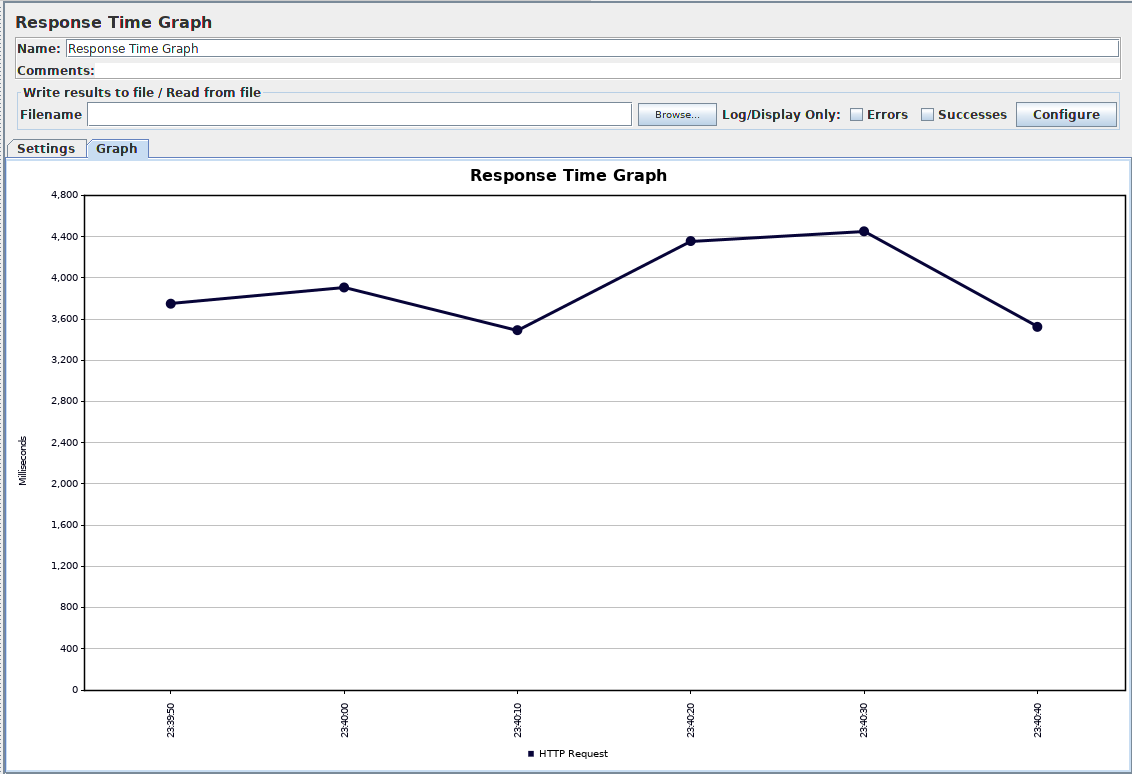 Response Time Graph
Name: Response Time Graph
Comments:
Write results to file / Read from file
Filename Browse... Log/Display Only: Errors Successes Configure
Settings Graph
Response Time Graph
4,800
4,400
4,000
3,600
3,200
2,800
2,400
2,000
1,600
1,200
800
400
0
Milliseconds
23:39:50 23:40:00 23:40:10 23:40:20 23:40:30 23:40:40
HTTP Request